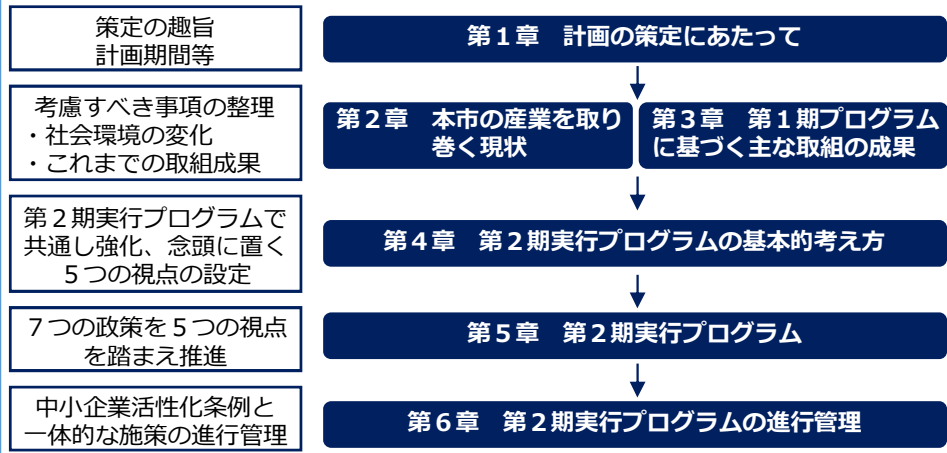 策定の趣旨
計画期間等
第１章　計画の策定にあたって
考慮すべき事項の整理
・社会環境の変化
・これまでの取組成果
第２章　本市の産業を取り
巻く現状
第３章　第１期プログラム
に基づく主な取組の成果
第２期実行プログラムで
共通し強化、念頭に置く
５つの視点の設定
第４章　第２期実行プログラムの基本的考え方
７つの政策を５つの視点
を踏まえ推進
第５章　第２期実行プログラム
中小企業活性化条例と
一体的な施策の進行管理
第６章　第２期実行プログラムの進行管理